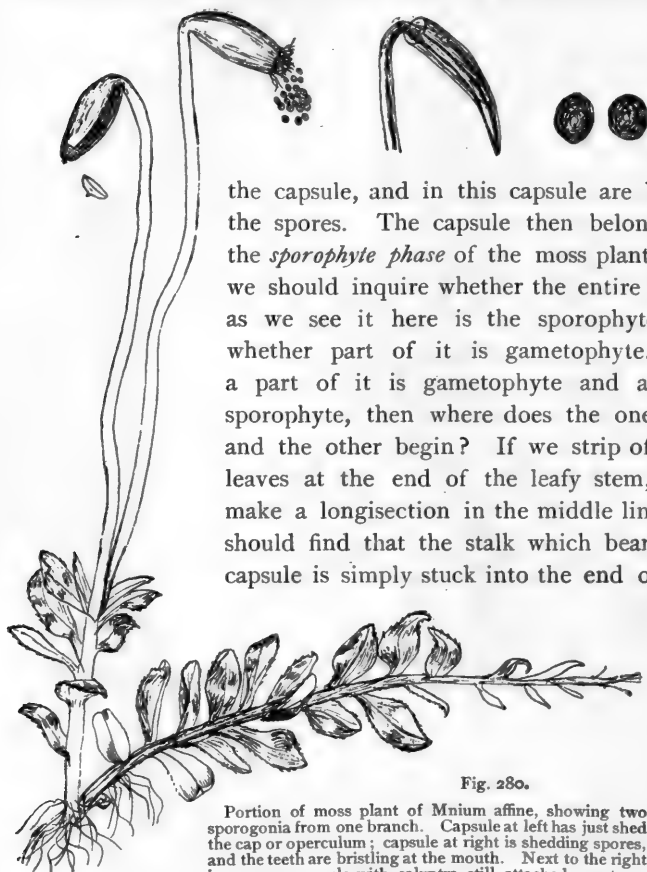 the capsule, and in this capsule are
the spores. The capsule then belon
the sporophyte phase of the moss plant
we should inquire whether the entire
as we see it here is the sporophyt
whether part of it is gametophyte.
a part of it is gametophyte and a
sporophyte, then where does the one
and the other begin? If we strip of
leaves at the end of the leafy stem,
make a longisection in the middle lin
should find that the stalk which bear
capsule is simply stuck into the end o
Fig. 280.
Portion of moss plant of Mnium affine, showing two
sporogonia from one branch. Capsule at left has just shed
the cap or operculum; capsule at right is shedding spores,
and the teeth are bristling at the mouth. Next to the right